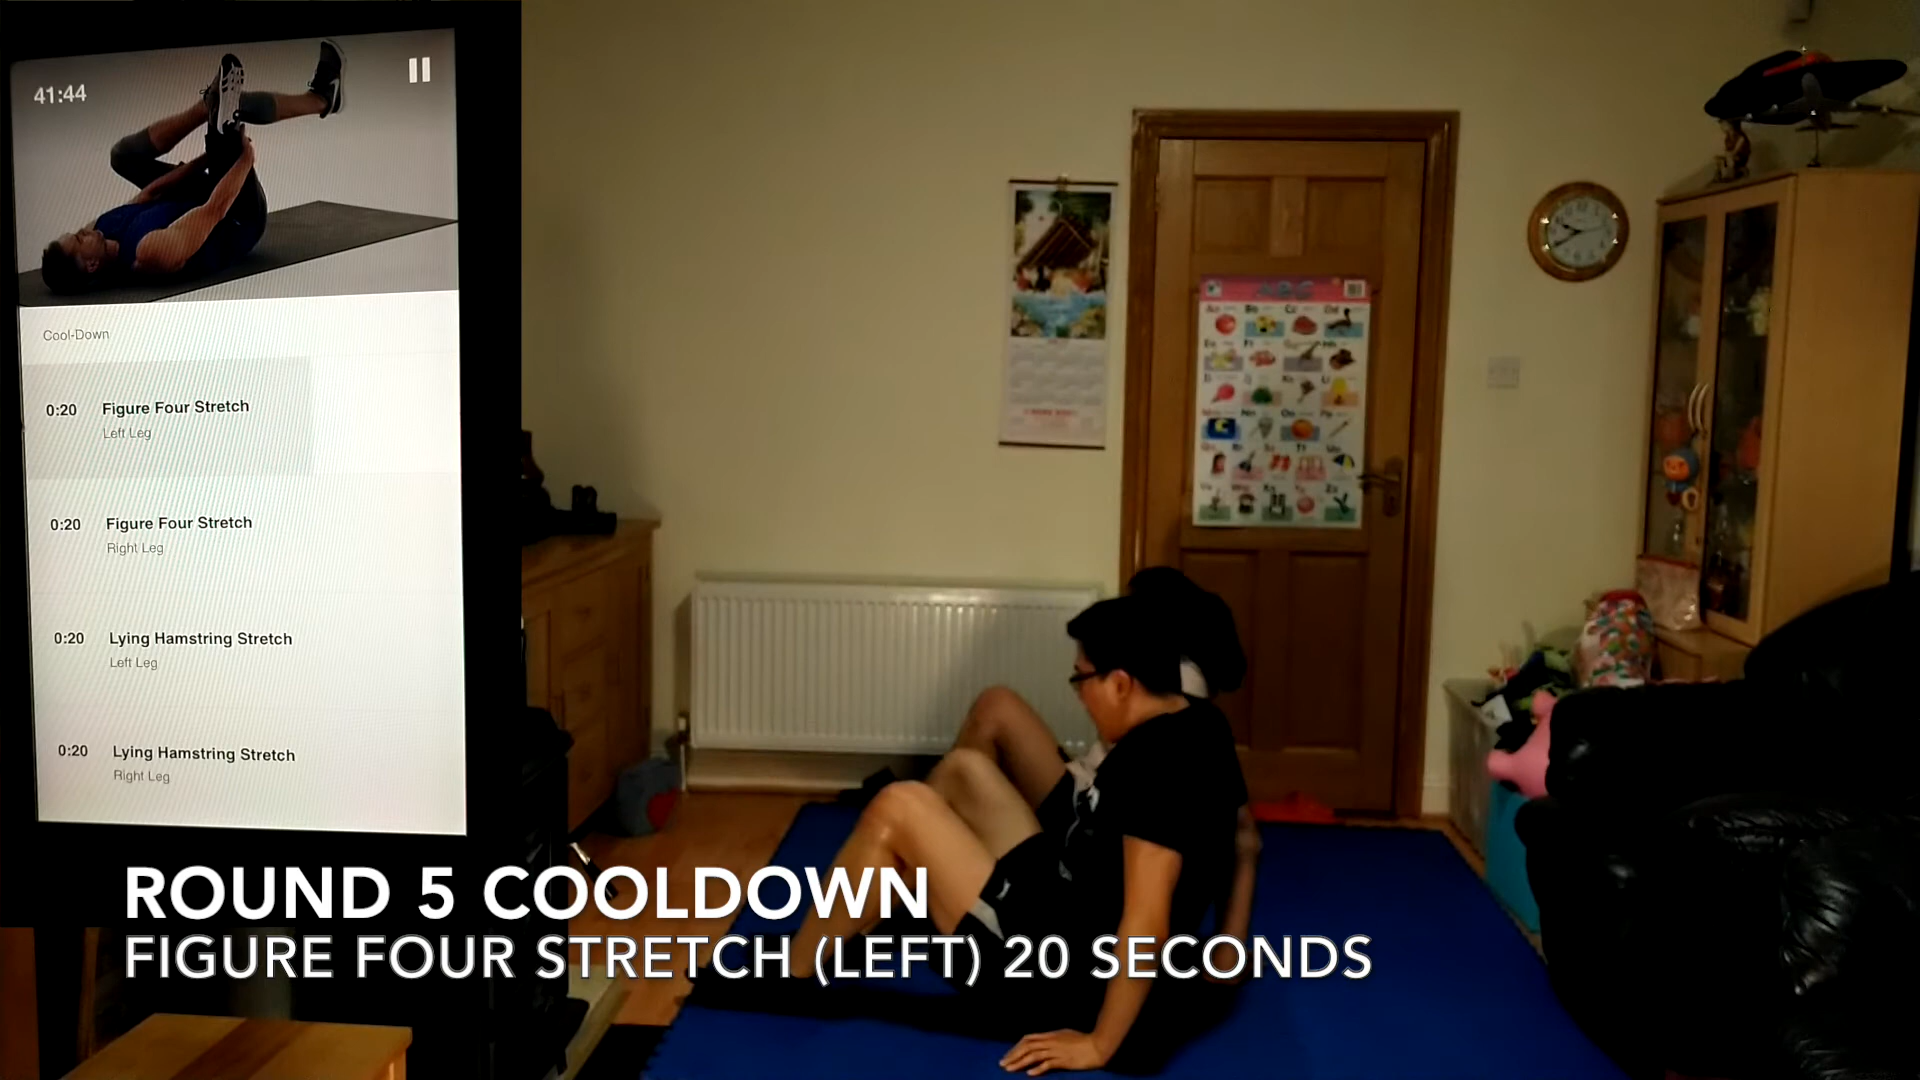 41:44
Cool-Down
0:20 Figure Four Stretch
Left Leg
0:20 Figure Four Stretch
Right Leg
0:20 Lying Hamstring Stretch
Left Leg
0:20 Lying Hamstring Stretch
Right Leg
ABC
ROUND 5 COOLDOWN
FIGURE FOUR STRETCH (LEFT) 20 SECONDS